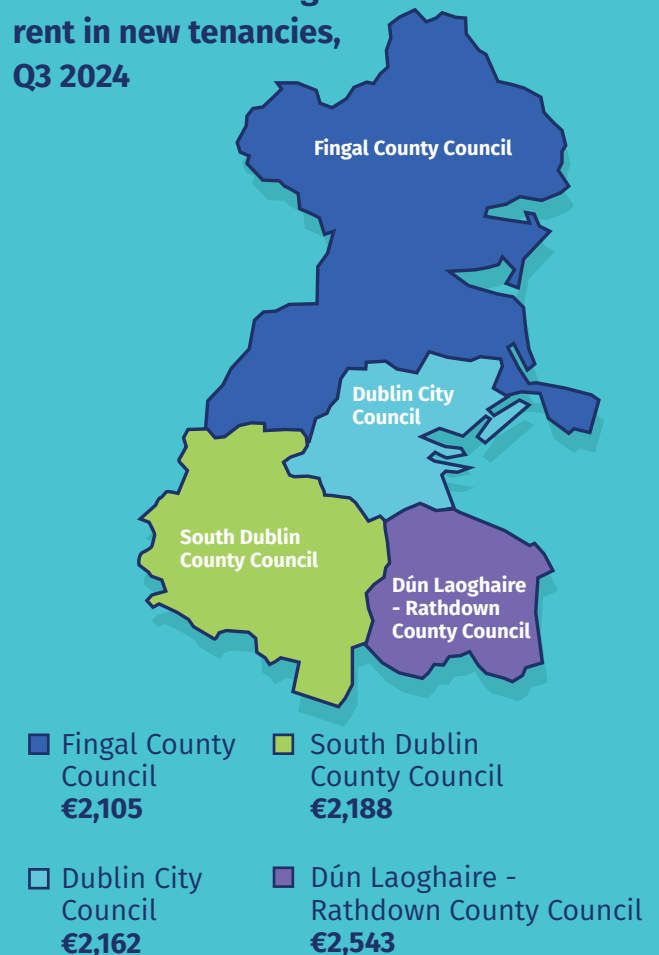 rent in new tenancies,
Q3 2024
Fingal County Council
Dublin City
Council
South Dublin
County Council
Dún Laoghaire
- Rathdown
County Council
Fingal County
Council
€2,105
South Dublin
County Council
€2,188
Dublin City
Council
€2,162
Dún Laoghaire -
Rathdown County Council
€2,543